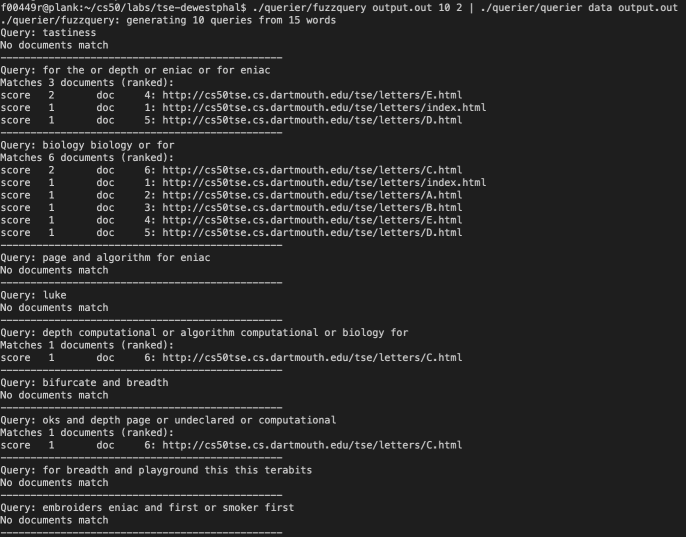 f00449r@plank:~/cs50/labs/tse-dewestphal$ ./querier/fuzzquery output.out 10 2 | ./querier/querier data output.out
./querier/fuzzquery: generating 10 queries from 15 words
Query: tastiness
No documents match
-----------------------------------------------
Query: for the or depth or eniac or for eniac
Matches 3 documents (ranked):
score   2       doc     4: http://cs50tse.cs.dartmouth.edu/tse/letters/E.html
score   1       doc     1: http://cs50tse.cs.dartmouth.edu/tse/letters/index.html
score   1       doc     5: http://cs50tse.cs.dartmouth.edu/tse/letters/D.html
-----------------------------------------------
Query: biology biology or for
Matches 6 documents (ranked):
score   2       doc     6: http://cs50tse.cs.dartmouth.edu/tse/letters/C.html
score   1       doc     1: http://cs50tse.cs.dartmouth.edu/tse/letters/index.html
score   1       doc     2: http://cs50tse.cs.dartmouth.edu/tse/letters/A.html
score   1       doc     3: http://cs50tse.cs.dartmouth.edu/tse/letters/B.html
score   1       doc     4: http://cs50tse.cs.dartmouth.edu/tse/letters/E.html
score   1       doc     5: http://cs50tse.cs.dartmouth.edu/tse/letters/D.html
-----------------------------------------------
Query: page and algorithm for eniac
No documents match
-----------------------------------------------
Query: luke
No documents match
-----------------------------------------------
Query: depth computational or algorithm computational or biology for
Matches 1 documents (ranked):
score   1       doc     6: http://cs50tse.cs.dartmouth.edu/tse/letters/C.html
-----------------------------------------------
Query: bifurcate and breadth
No documents match
-----------------------------------------------
Query: oks and depth page or undeclared or computational
Matches 1 documents (ranked):
score   1       doc     6: http://cs50tse.cs.dartmouth.edu/tse/letters/C.html
-----------------------------------------------
Query: for breadth and playground this this terabits
No documents match
-----------------------------------------------
Query: embroiders eniac and first or smoker first
No documents match
-----------------------------------------------